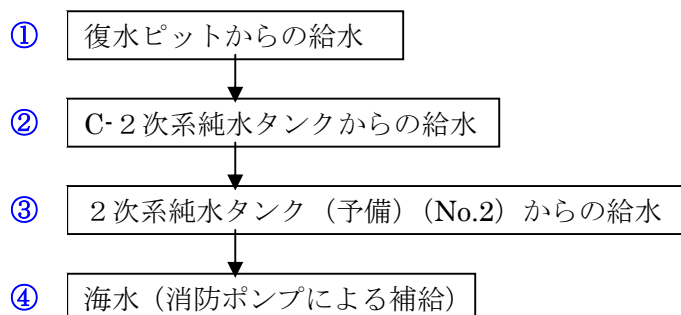 ① 復水ピットからの給水
② C-２次系純水タンクからの給水
③ ２次系純水タンク（予備）（No.2）からの給水
④ 海水（消防ポンプによる補給）